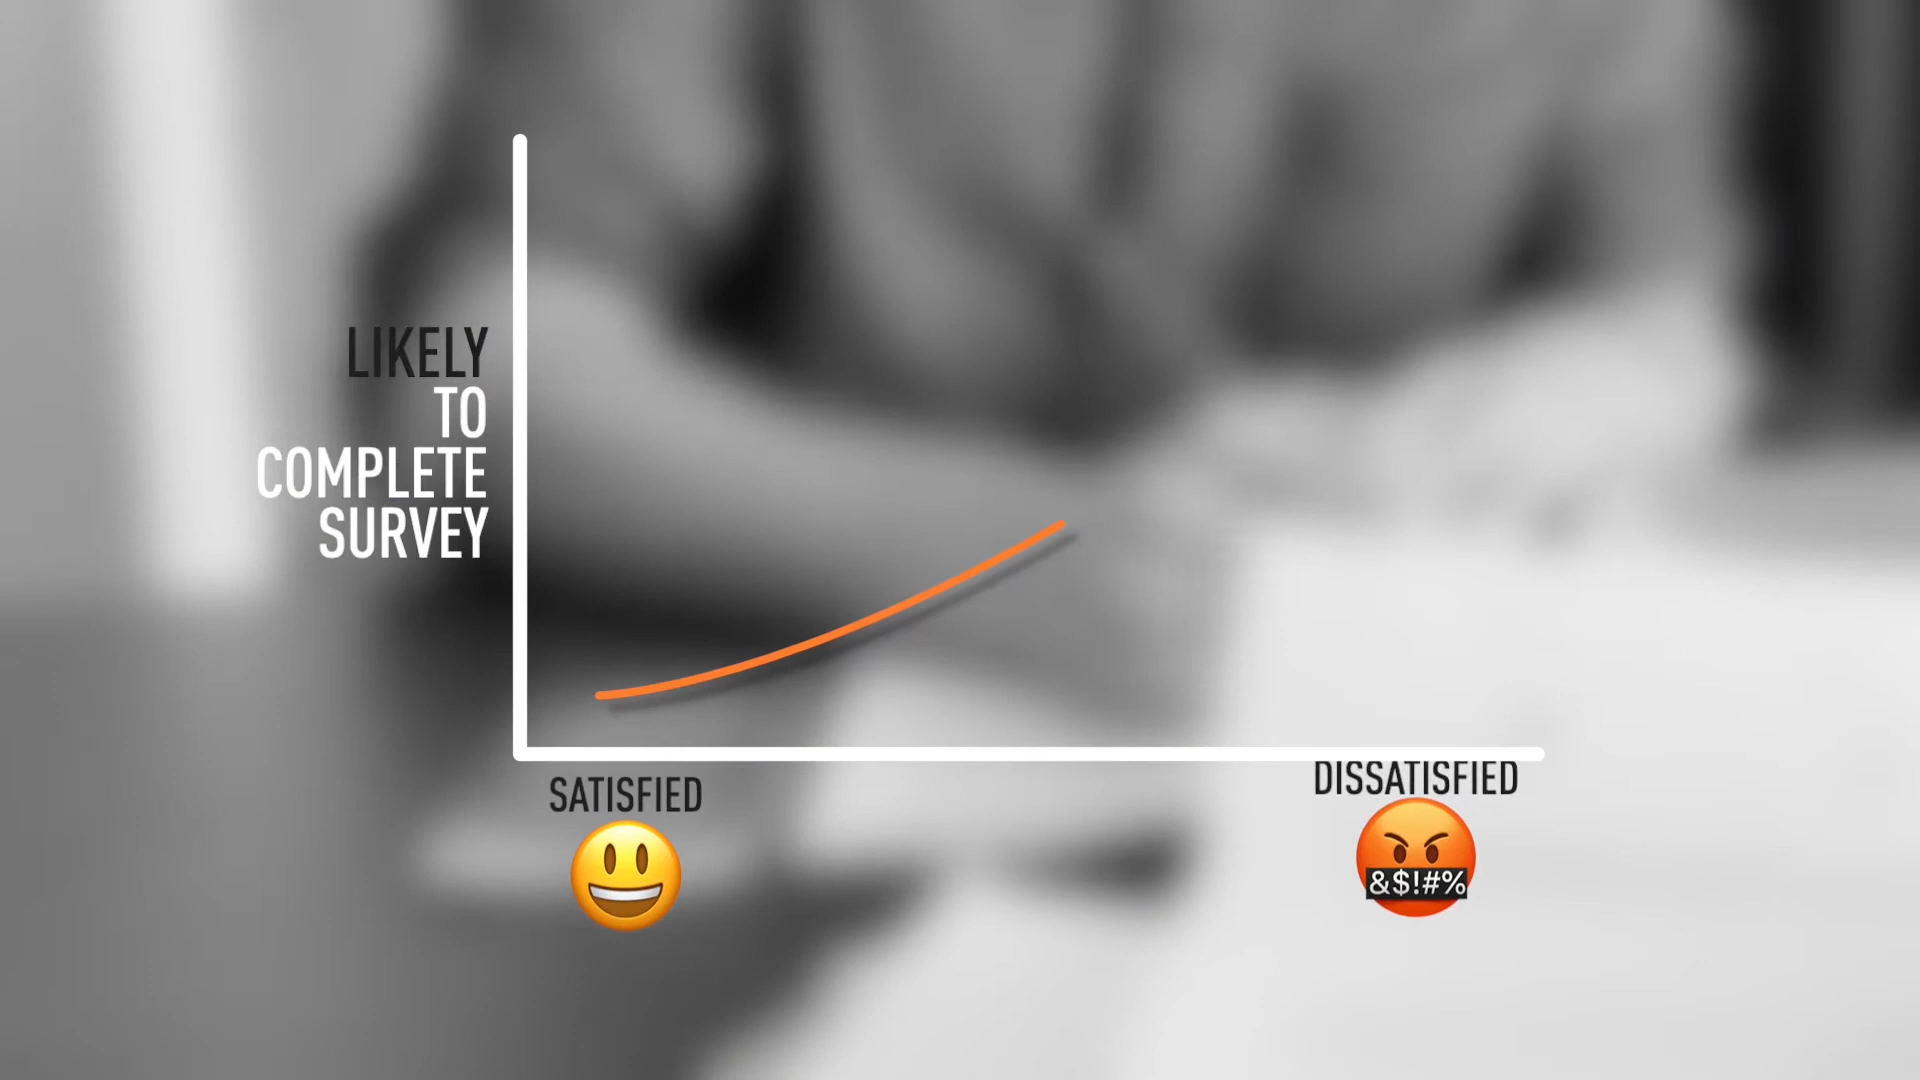 LIKELY
TO
COMPLETE
SURVEY
SATISFIED
DISSATISFIED
&$!#%